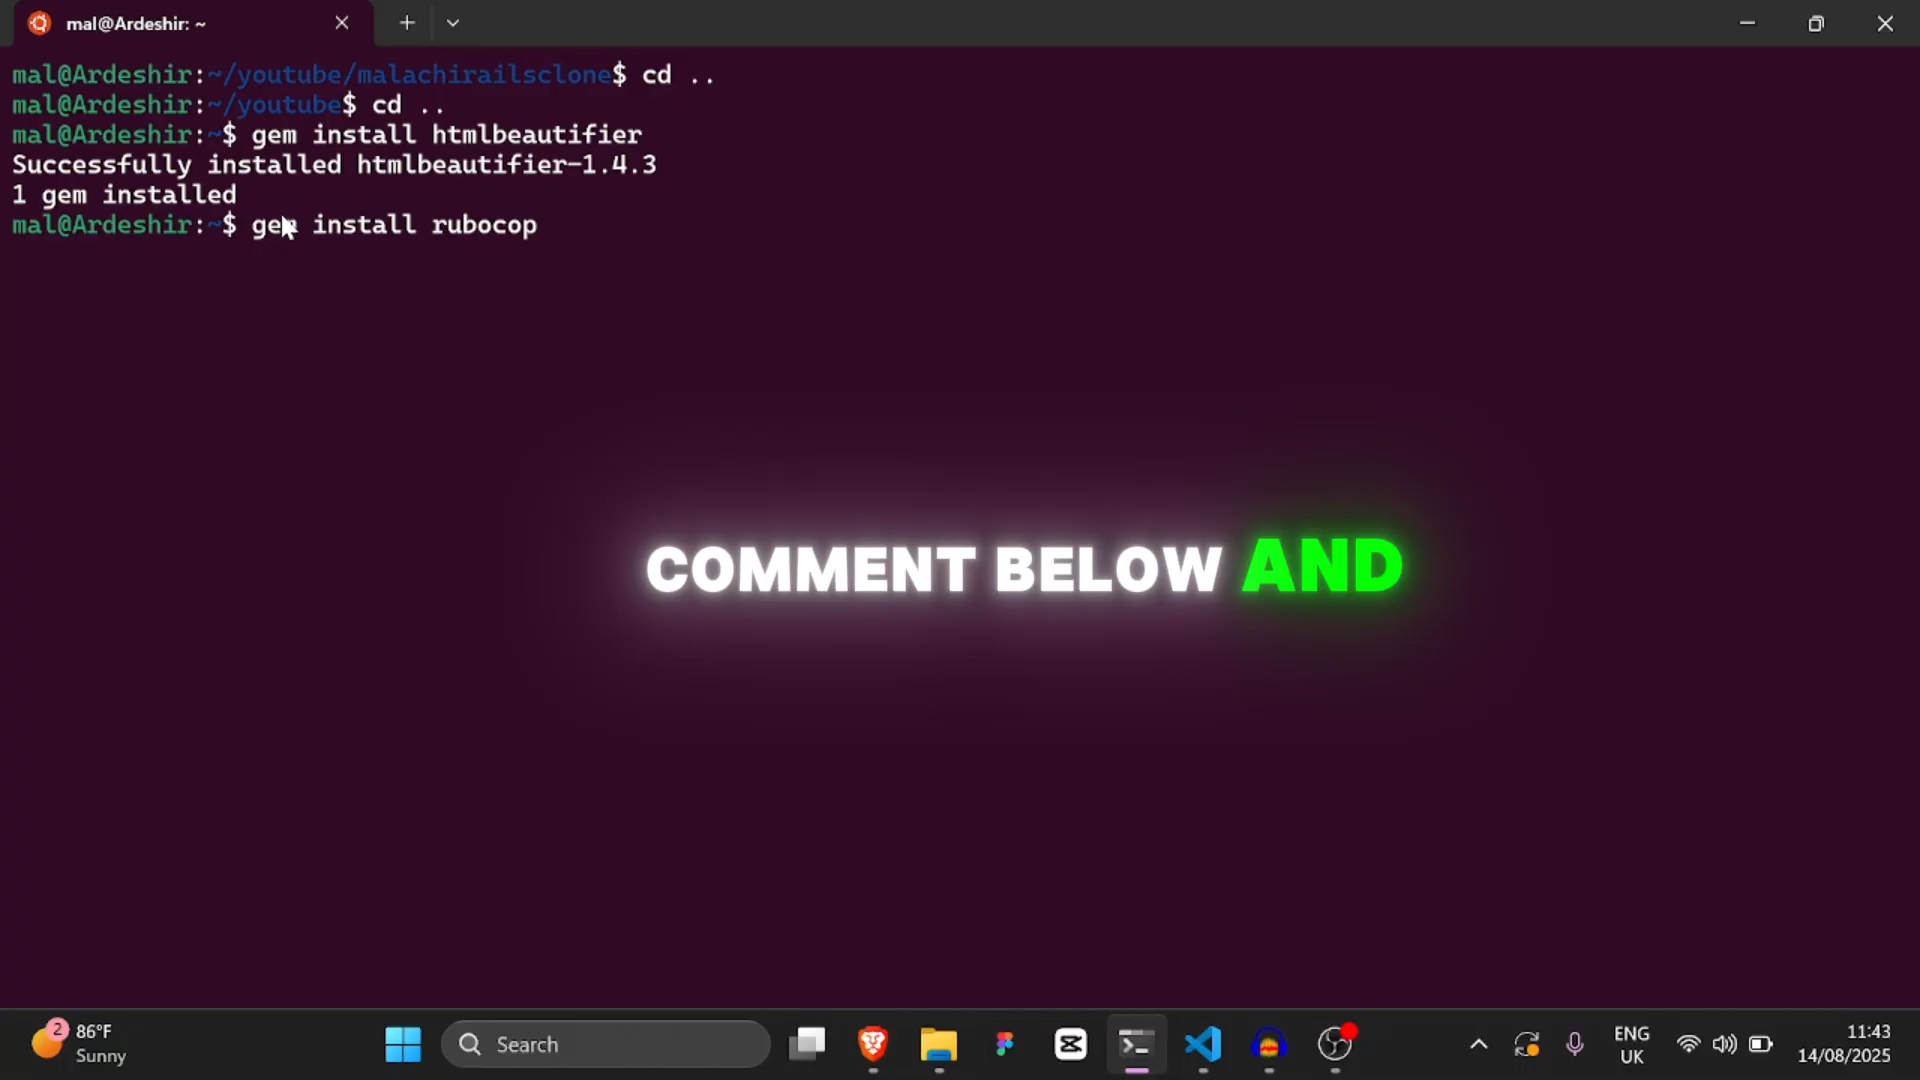 mal@Ardeshir: ~
mal@Ardeshir:~/youtube/malachirailsclone$ cd ..
mal@Ardeshir:~/youtube$ cd ..
mal@Ardeshir:~$ gem install htmlbeautifier
Successfully installed htmlbeautifier-1.4.3
1 gem installed
mal@Ardeshir:~$ gem install rubocop
COMMENT BELOW AND
2
86°F
Sunny
Search
ENG
UK
11:43
14/08/2025